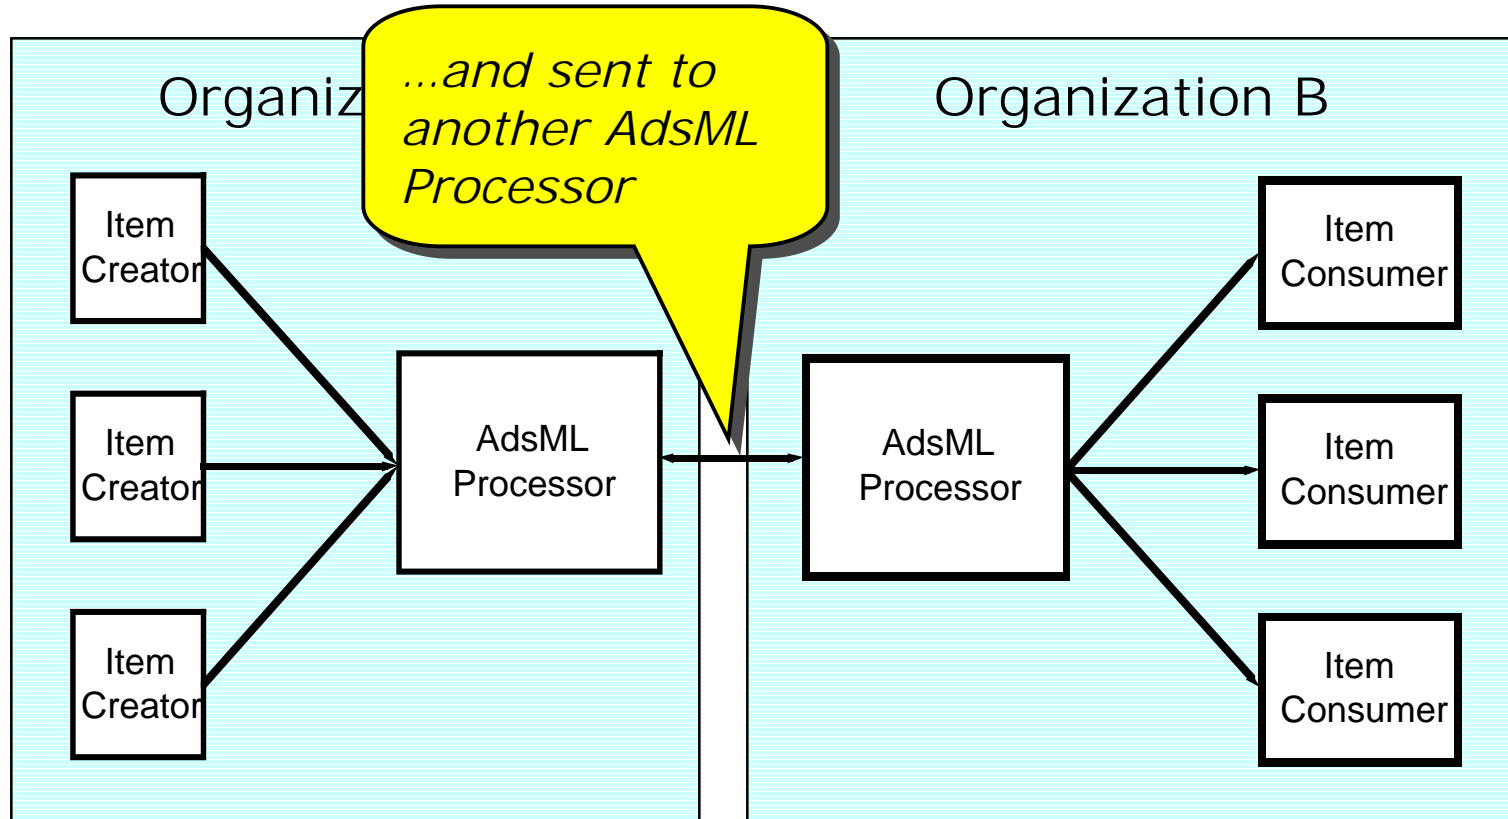 Organiz
...and sent to
another AdsML
Processor
Organization B
Item
Creator
Item
Creator
Item
Creator
AdsML
Processor
AdsML
Processor
Item
Consumer
Item
Consumer
Item
Consumer